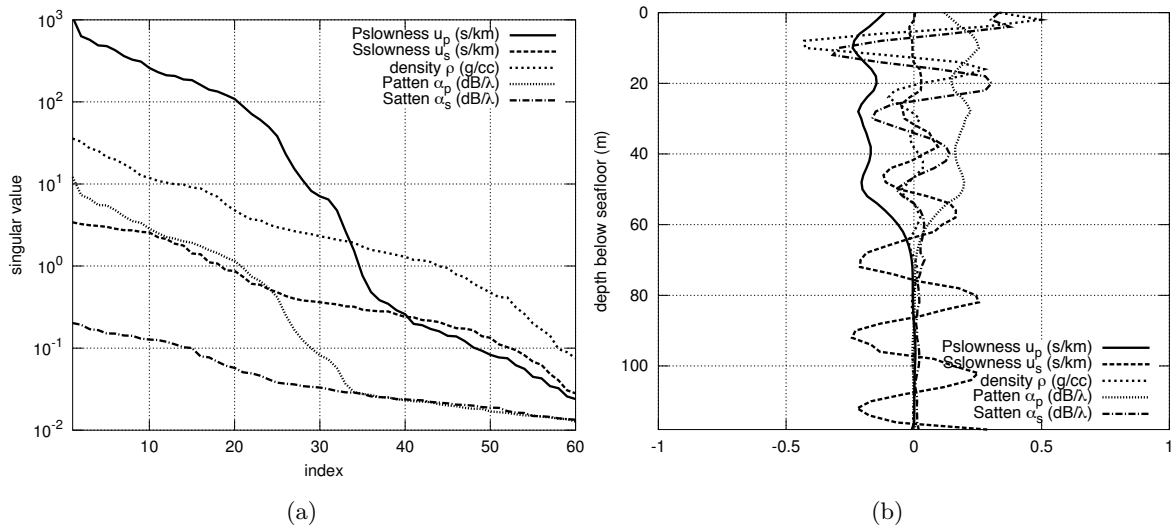 10^3
10^2
10^1
10^0
10^-1
10^-2
singular value
10 20 30 40 50 60
index
Pslowness u_p (s/km)
Sslowness u_s (s/km)
density ρ (g/cc)
Patten α_p (dB/λ)
Satten α_s (dB/λ)
(a)
0
20
40
60
80
100
depth below seafloor (m)
-1 -0.5 0 0.5 1
Pslowness u_p (s/km)
Sslowness u_s (s/km)
density ρ (g/cc)
Patten α_p (dB/λ)
Satten α_s (dB/λ)
(b)